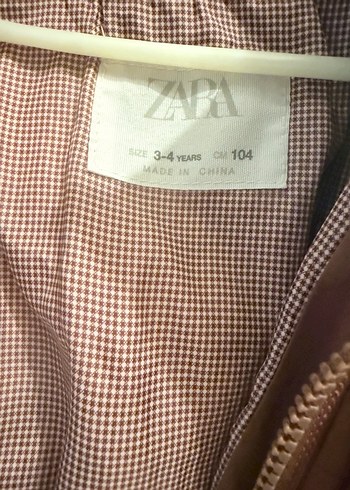 ZARA
SIZE 3-4 YEARS CM 104
MADE IN CHINA